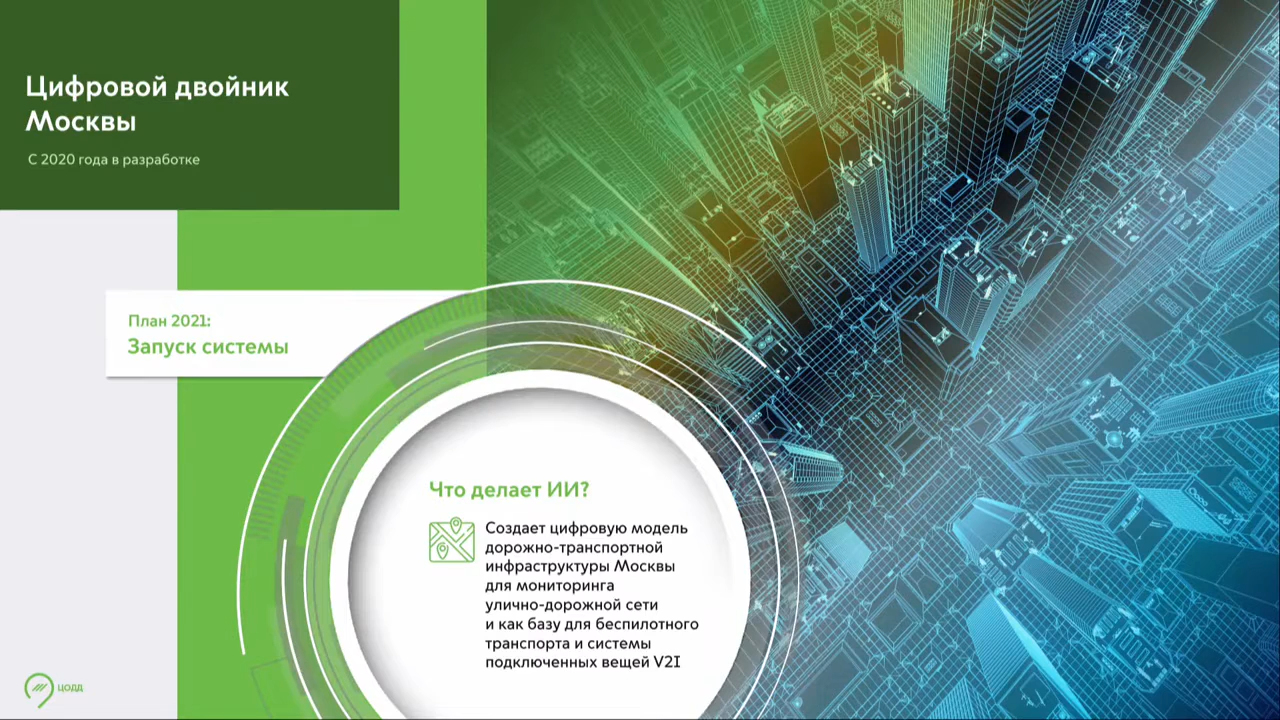 Цифровой двойник
Москвы
С 2020 года в разработке
План 2021:
Запуск системы
Что делает ИИ?
Создает цифровую модель
дорожно-транспортной
инфраструктуры Москвы
для мониторинга
улично-дорожной сети
и как базу для беспилотного
транспорта и системы
подключенных вещей V2I
ЦОДД